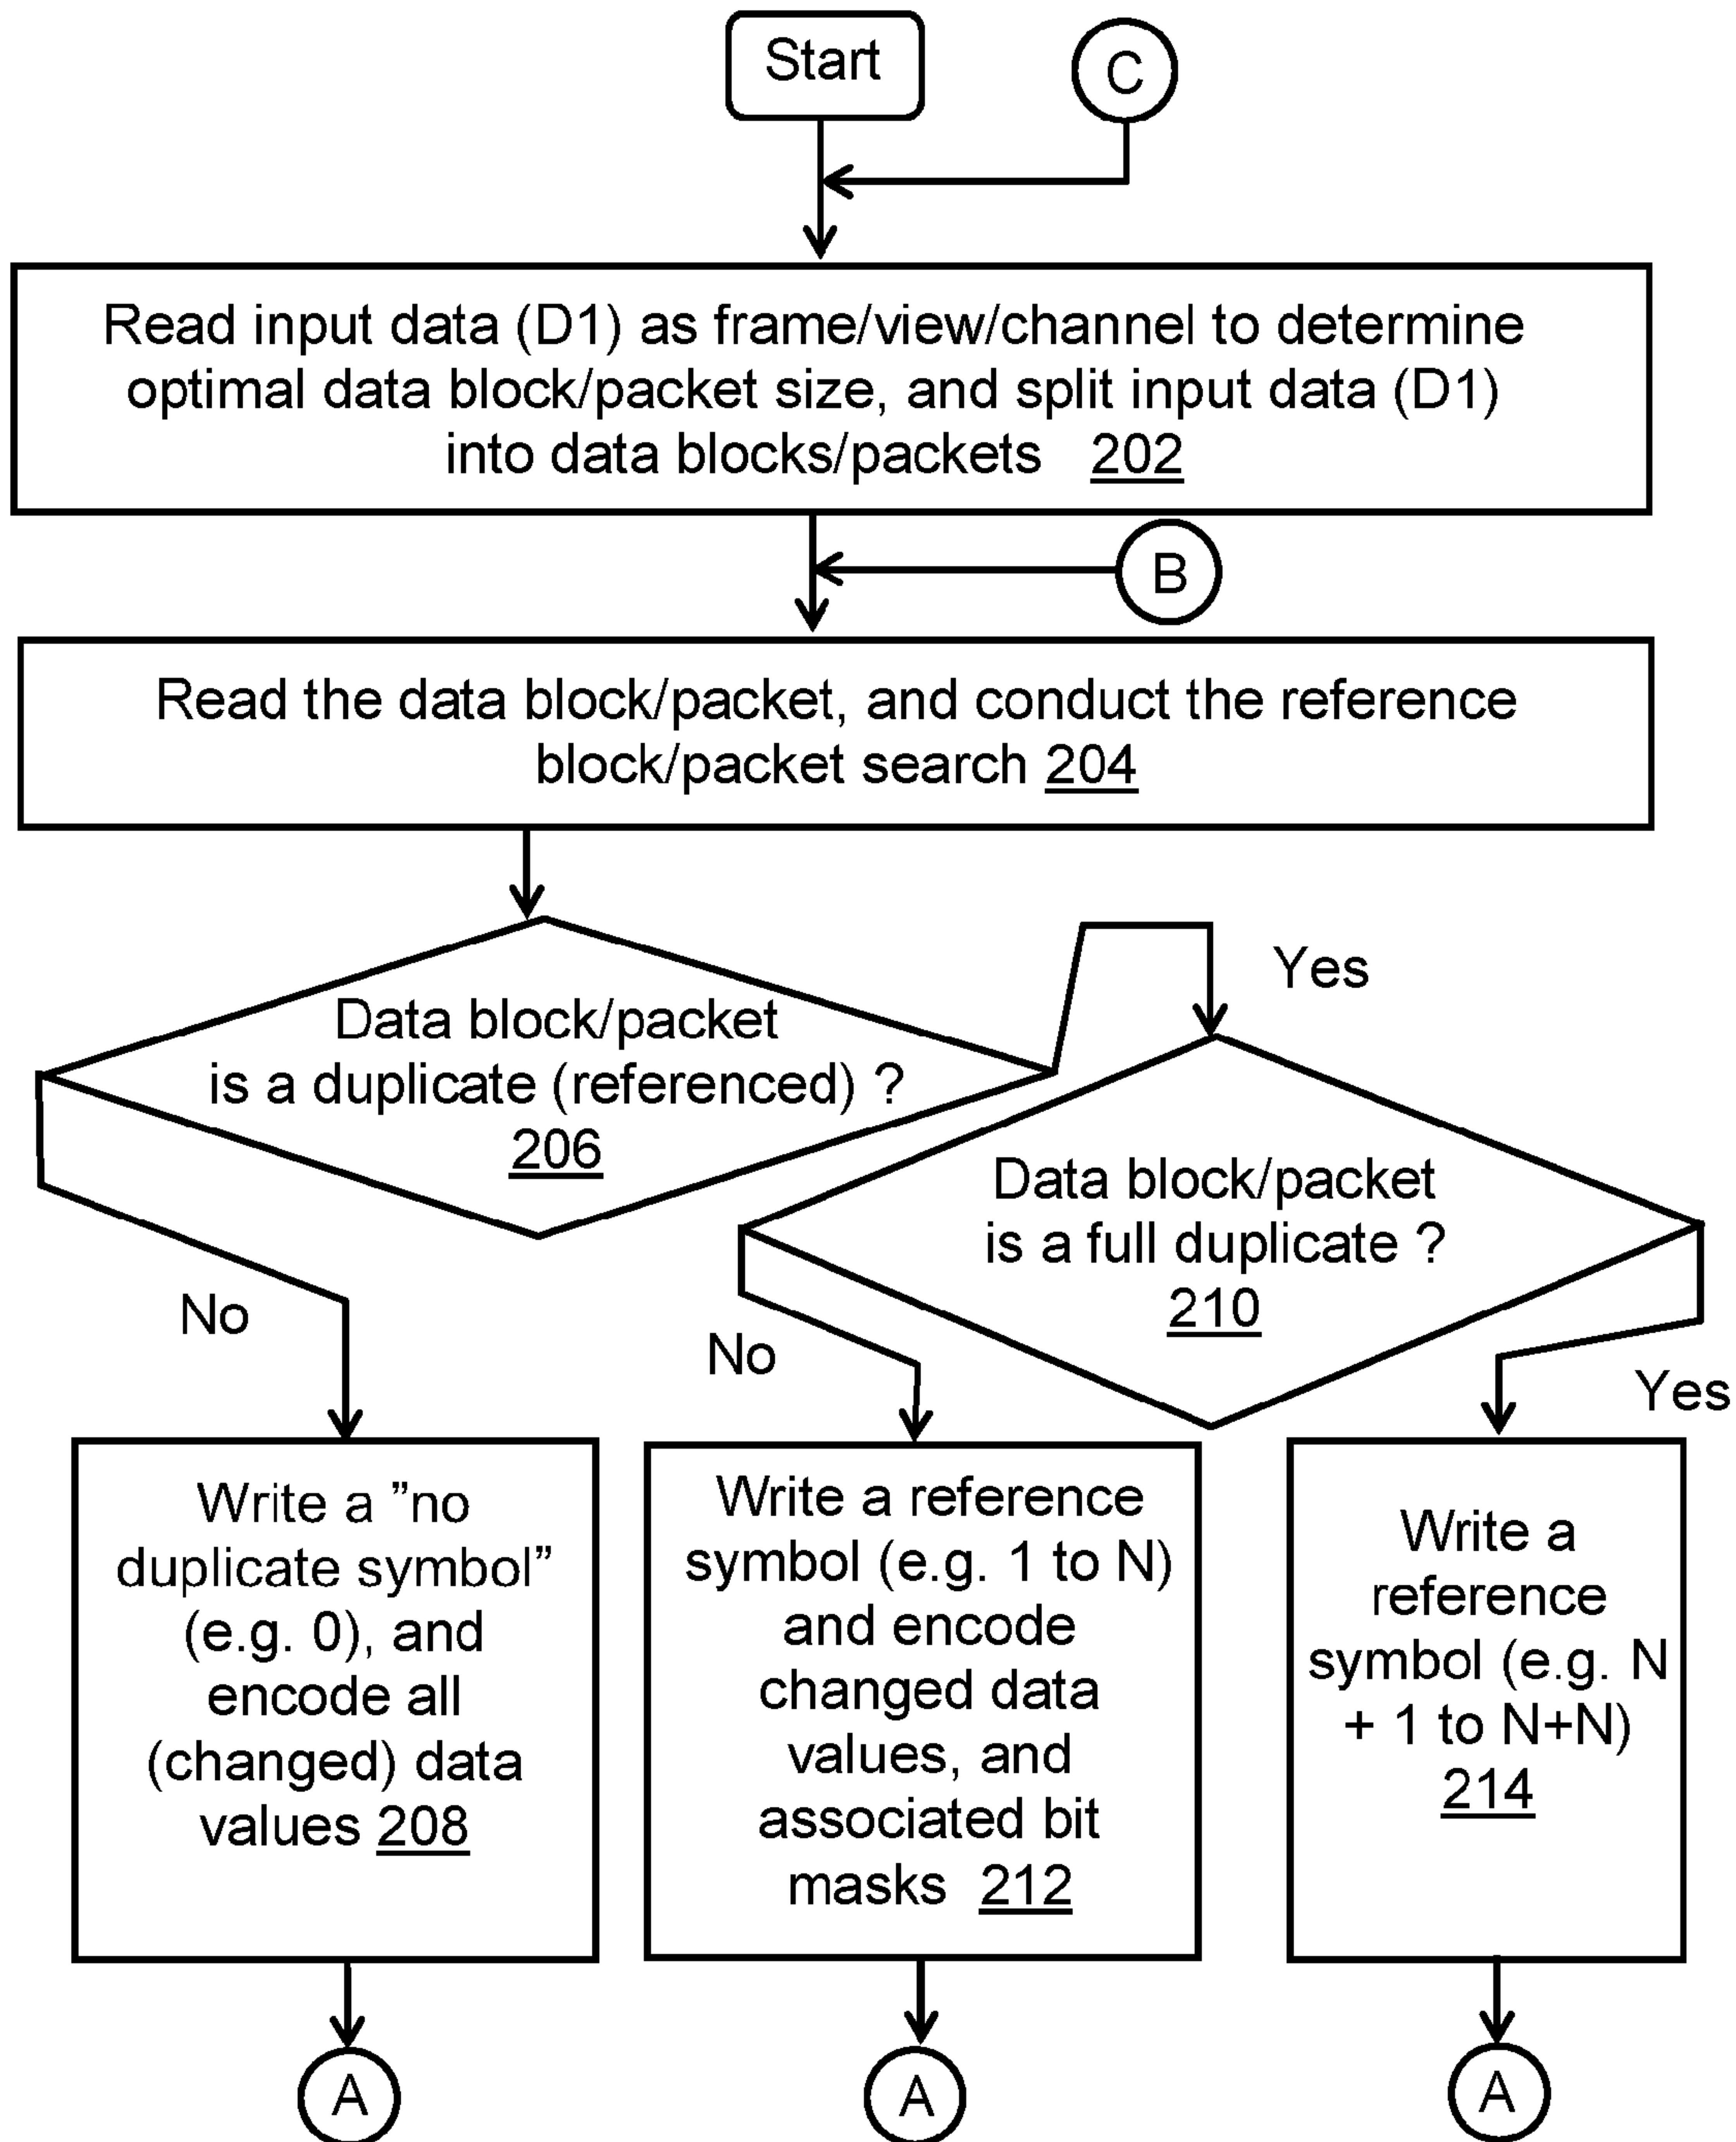 Start
C
Read input data (D1) as frame/view/channel to determine
optimal data block/packet size, and split input data (D1)
into data blocks/packets 202
B
Read the data block/packet, and conduct the reference
block/packet search 204
Yes
Data block/packet
is a duplicate (referenced) ?
206
Data block/packet
is a full duplicate ?
210
No
No
Yes
Write a ”no
duplicate symbol”
(e.g. 0), and
encode all
(changed) data
values 208
Write a reference
symbol (e.g. 1 to N)
and encode
changed data
values, and
associated bit
masks 212
Write a
reference
symbol (e.g. N
+ 1 to N+N)
214
A
A
A